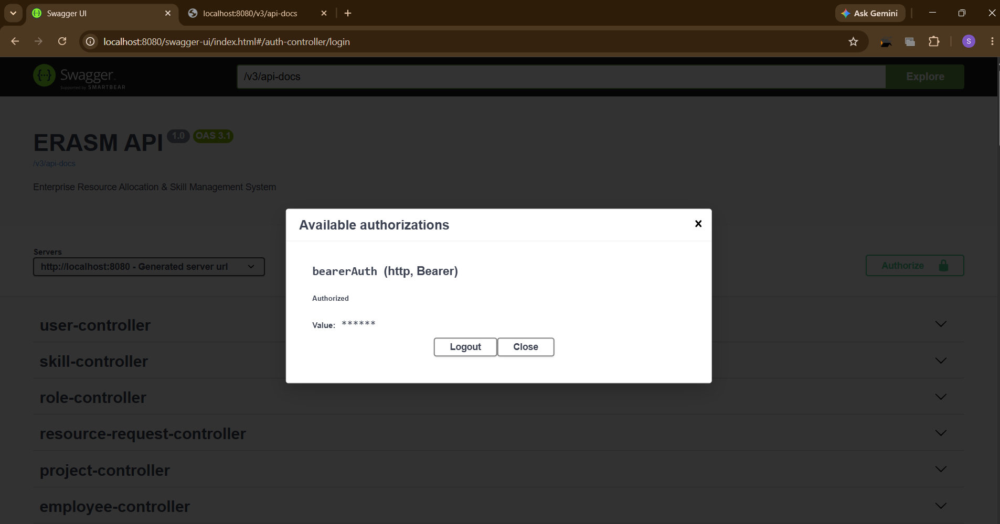 Swagger UI
localhost:8080/v3/api-docs
Ask Gemini
localhost:8080/swagger-ui/index.html#/auth-controller/login
S
Swagger.
Supported by SMARTBEAR
/v3/api-docs
Explore
ERASM API 1.0 OAS 3.1
/v3/api-docs
Enterprise Resource Allocation & Skill Management System
Available authorizations
bearerAuth (http, Bearer)
Authorized
Value: ******
Logout
Close
Servers
http://localhost:8080 - Generated server url
Authorize
user-controller
skill-controller
role-controller
resource-request-controller
project-controller
employee-controller